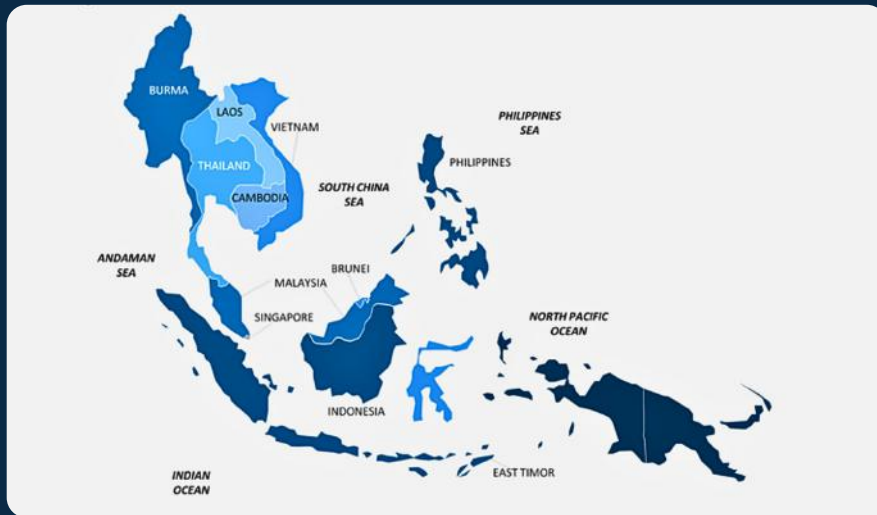 BURMA
LAOS
VIETNAM
THAILAND
CAMBODIA
PHILIPPINES
SEA
PHILIPPINES
SOUTH CHINA
SEA
ANDAMAN
SEA
BRUNEI
MALAYSIA
SINGAPORE
NORTH PACIFIC
OCEAN
INDONESIA
EAST TIMOR
INDIAN
OCEAN